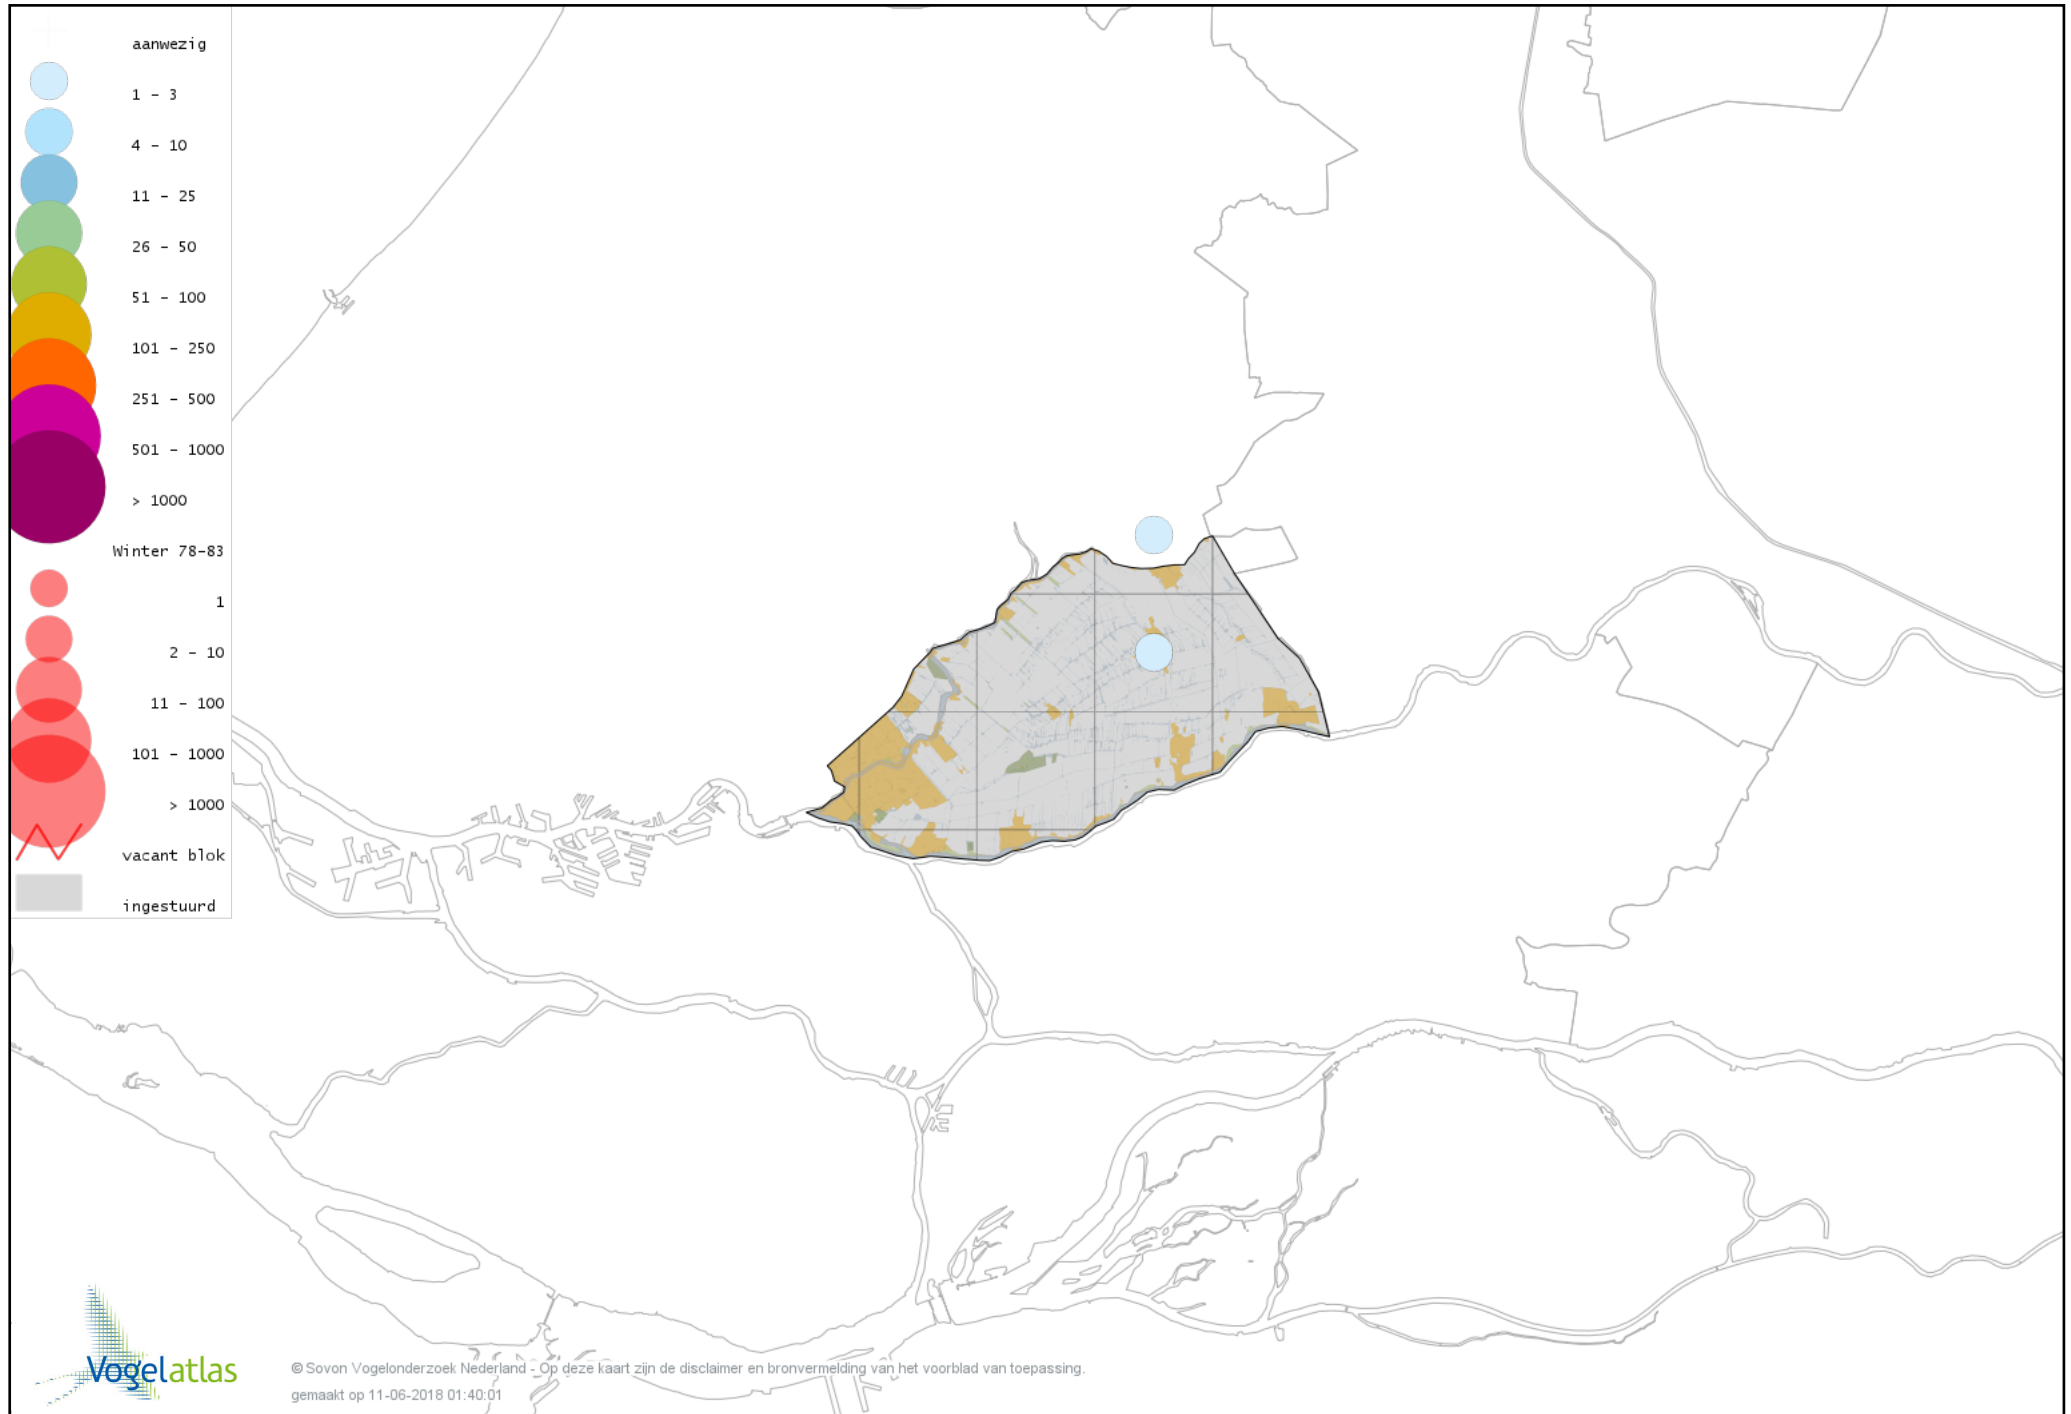 aanwezig
1 – 3
4 – 10
11 – 25
26 – 50
51 – 100
101 – 250
251 – 500
501 – 1000
> 1000
Winter 78-83
1
2 – 10
11 – 100
101 – 1000
> 1000
vacant blok
ingestuurd
Vogelatlas
© Sovon Vogelonderzoek Nederland - Op deze kaart zijn de disclaimer en bronvermelding van het voorblad van toepassing.
gemaakt op 11-06-2018 01:40:01